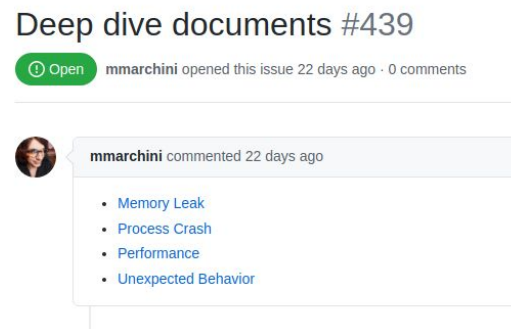 Deep dive documents #439
Open mmarchini opened this issue 22 days ago · 0 comments
mmarchini commented 22 days ago
• Memory Leak
• Process Crash
• Performance
• Unexpected Behavior